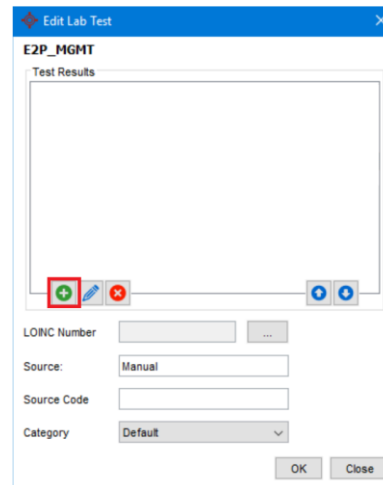 Edit Lab Test
E2P_MGMT
Test Results
LOINC Number
...
Source: Manual
Source Code
Category Default
OK Close